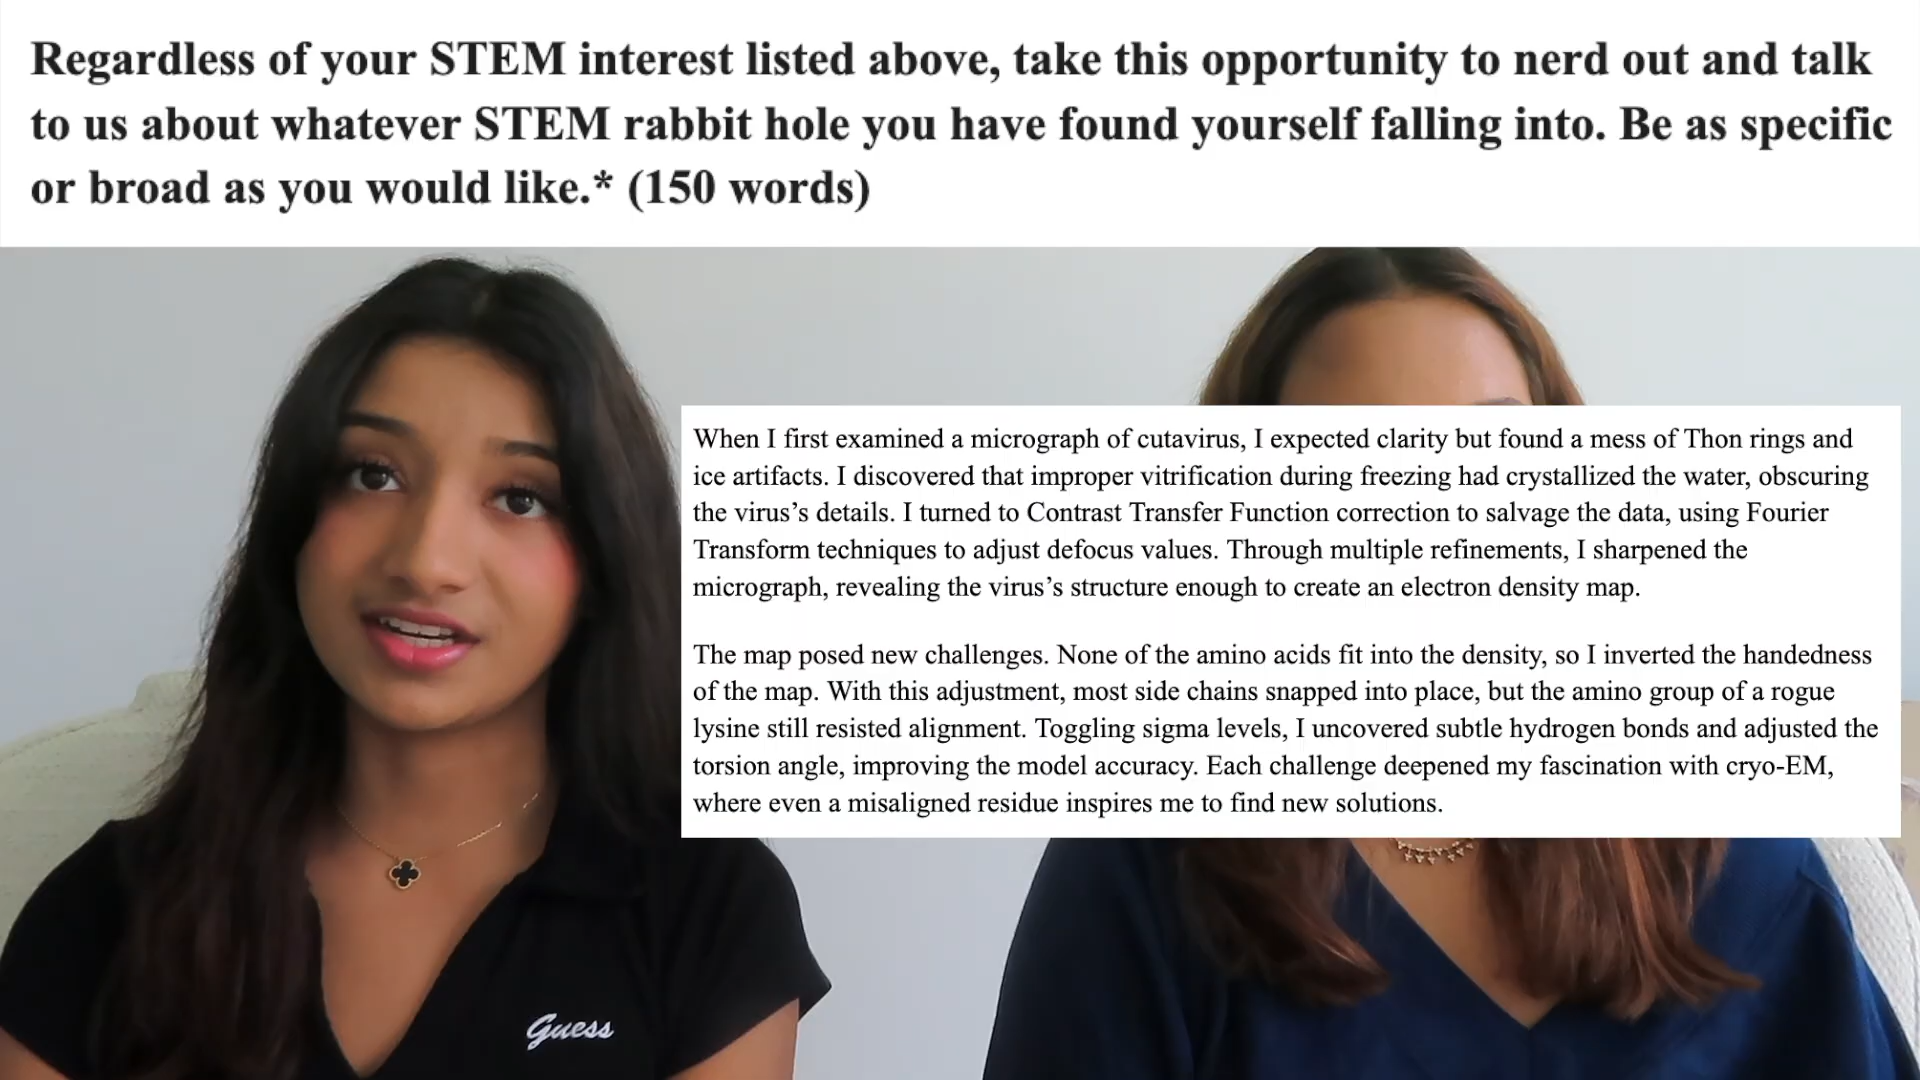 Regardless of your STEM interest listed above, take this opportunity to nerd out and talk
to us about whatever STEM rabbit hole you have found yourself falling into. Be as specific
or broad as you would like.* (150 words)
When I first examined a micrograph of cutavirus, I expected clarity but found a mess of Thon rings and
ice artifacts. I discovered that improper vitrification during freezing had crystallized the water, obscuring
the virus’s details. I turned to Contrast Transfer Function correction to salvage the data, using Fourier
Transform techniques to adjust defocus values. Through multiple refinements, I sharpened the
micrograph, revealing the virus’s structure enough to create an electron density map.
The map posed new challenges. None of the amino acids fit into the density, so I inverted the handedness
of the map. With this adjustment, most side chains snapped into place, but the amino group of a rogue
lysine still resisted alignment. Toggling sigma levels, I uncovered subtle hydrogen bonds and adjusted the
torsion angle, improving the model accuracy. Each challenge deepened my fascination with cryo-EM,
where even a misaligned residue inspires me to find new solutions.
Guess